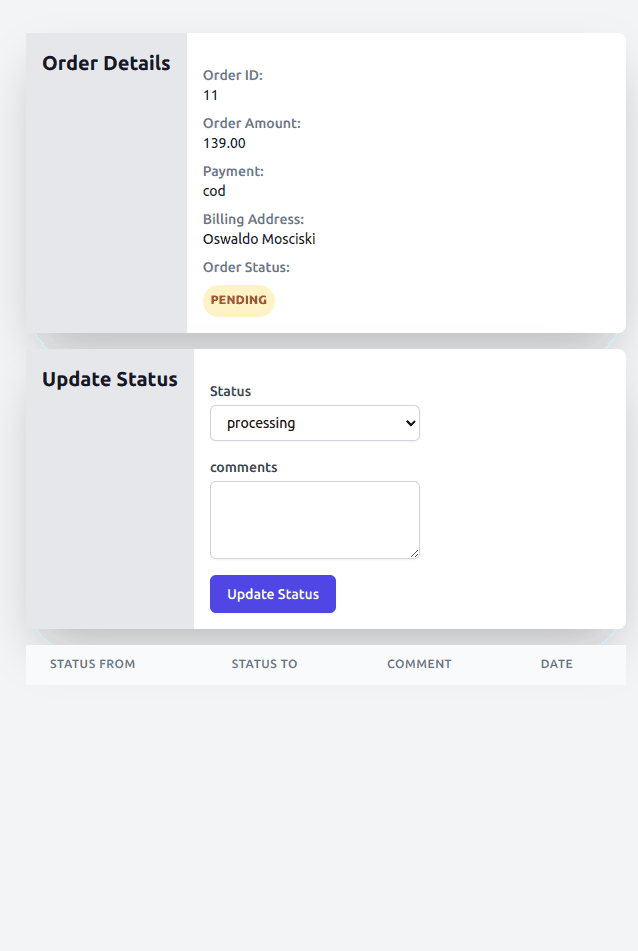 Order Details
Order ID:
11
Order Amount:
139.00
Payment:
cod
Billing Address:
Oswaldo Mosciski
Order Status:
PENDING
Update Status
Status
processing
comments
Update Status
STATUS FROM STATUS TO COMMENT DATE